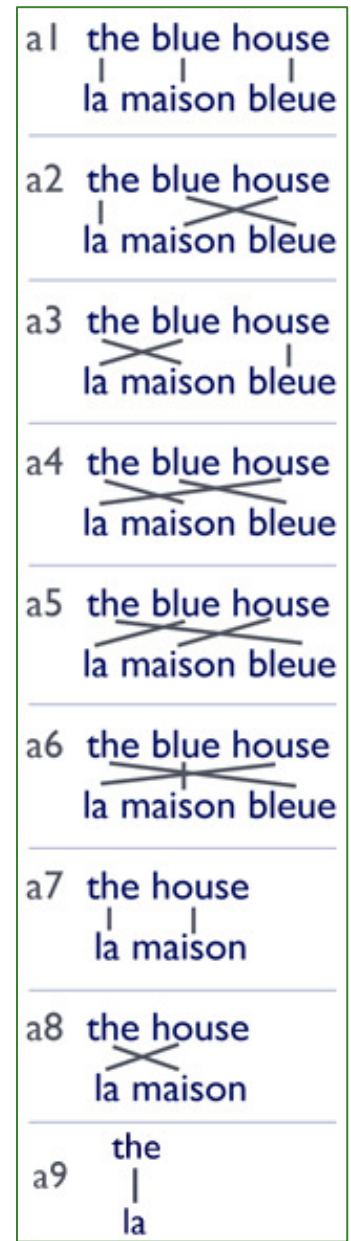 a1 the blue house
la maison bleue
a2 the blue house
la maison bleue
a3 the blue house
la maison bleue
a4 the blue house
la maison bleue
a5 the blue house
la maison bleue
a6 the blue house
la maison bleue
a7 the house
la maison
a8 the house
la maison
the
a9
la